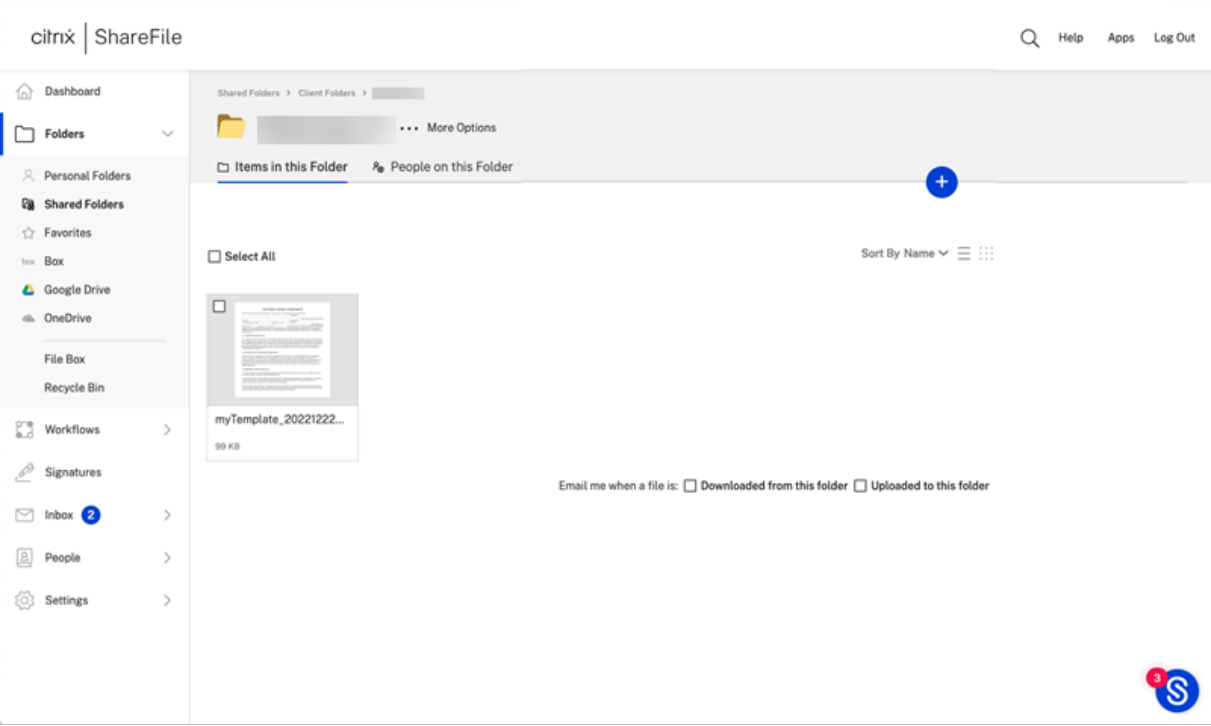 citrix | ShareFile
Help Apps Log Out
Dashboard
Folders
Personal Folders
Shared Folders
Favorites
box Box
Google Drive
OneDrive
File Box
Recycle Bin
Workflows
Signatures
Inbox 2
People
Settings
Shared Folders > Client Folders >
••• More Options
Items in this Folder People on this Folder
+
Select All
Sort By Name
myTemplate_20221222...
99 KB
Email me when a file is: Downloaded from this folder Uploaded to this folder
3